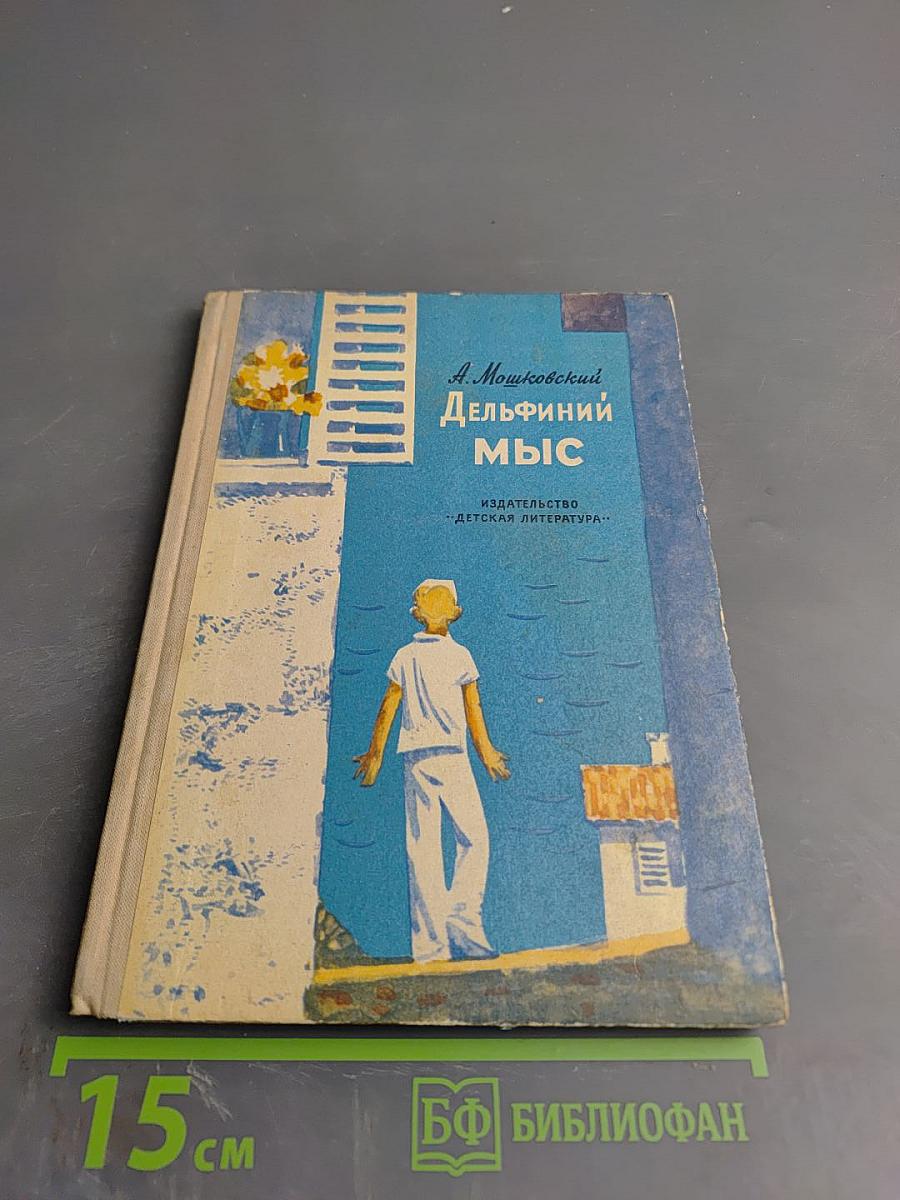 А. Мошковский
Дельфиний
мыс
ИЗДАТЕЛЬСТВО
"ДЕТСКАЯ ЛИТЕРАТУРА"
15 см
БФ БИБЛИОФАН